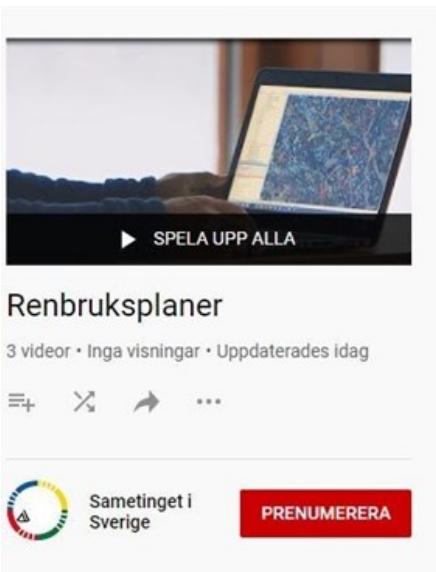 SPELA UPP ALLA
Renbruksplaner
3 videor • Inga visningar • Uppdaterades idag
Sametinget i
Sverige
PRENUMERERA